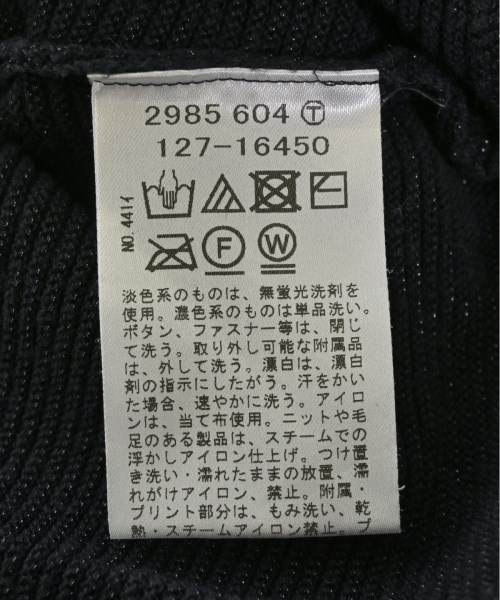 2985 604 Ⓣ
127-16450
NO.441イ
F
W
淡色系のものは、無蛍光洗剤を
使用。濃色系のものは単品洗い。
ボタン、ファスナー等は、閉じ
て洗う。取り外し可能な附属品
は、外して洗う。漂白は、漂白
剤の指示にしたがう。汗をかい
た場合、速やかに洗う。アイロ
ンは、当て布使用。ニットや毛
足のある製品は、スチームでの
浮かしアイロン仕上げ。つけ置
き洗い・濡れたままの放置、濡
れがけアイロン、禁止。附属・
プリント部分は、もみ洗い、乾
熱・スチームアイロン禁止。プ